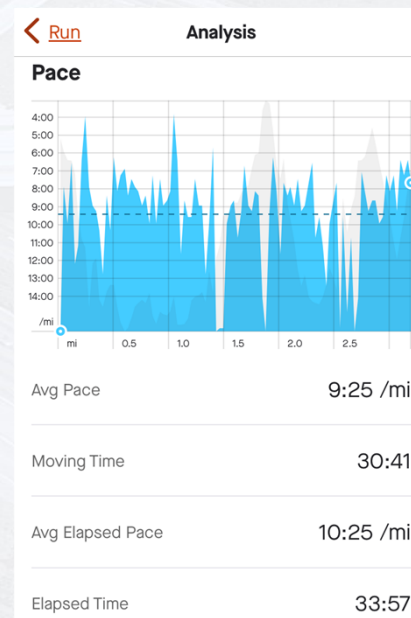 Run Analysis
Pace
4:00
5:00
6:00
7:00
8:00
9:00
10:00
11:00
12:00
13:00
14:00
/mi
mi 0.5 1.0 1.5 2.0 2.5
Avg Pace 9:25 /mi
Moving Time 30:41
Avg Elapsed Pace 10:25 /mi
Elapsed Time 33:57